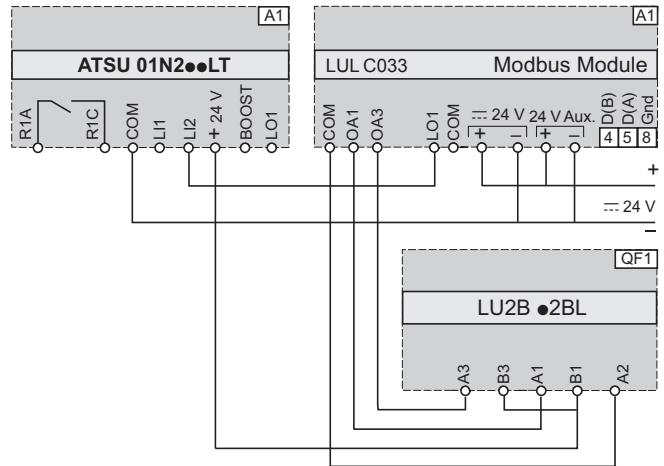 A1
ATSU 01N2●●LT
R1A
R1C
COM
LI1
LI2
+ 24 V
BOOST
LO1
A1
LUL C033 Modbus Module
COM
OA1
OA3
LO1
COM
24 V
+ –
24 V Aux.
+ –
D(B)
D(A)
Gnd
4 5 8
+
24 V
–
QF1
LU2B ●2BL
A3
B3
A1
B1
A2